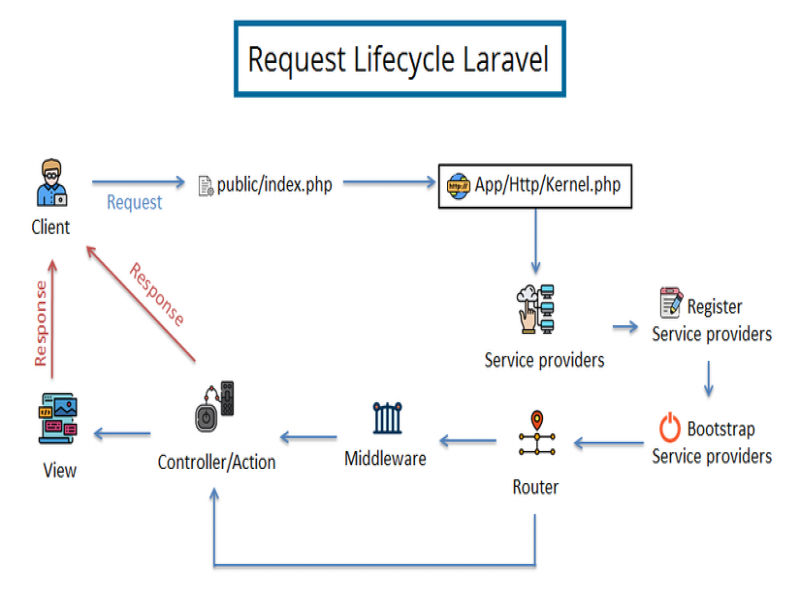 Request Lifecycle Laravel
public/index.php
http://
App/Http/Kernel.php
Request
Client
Response
Response
Register
Service providers
Service providers
Bootstrap
Service providers
Middleware
Controller/Action
View
Router